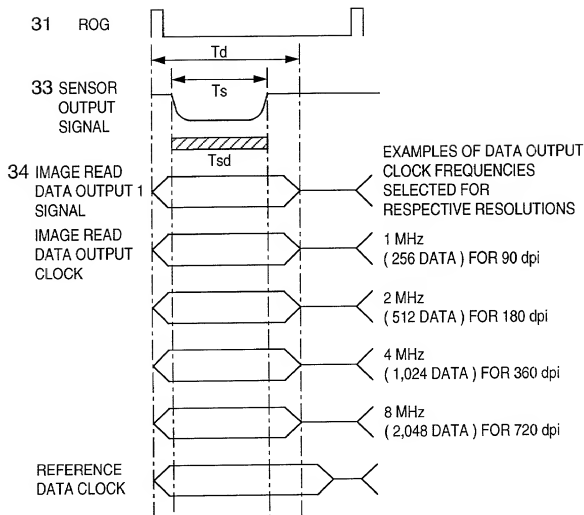 31 ROG
Td
33 SENSOR
OUTPUT
SIGNAL
Ts
Tsd
34 IMAGE READ
DATA OUTPUT 1
SIGNAL
EXAMPLES OF DATA OUTPUT
CLOCK FREQUENCIES
SELECTED FOR
RESPECTIVE RESOLUTIONS
IMAGE READ
DATA OUTPUT
CLOCK
1 MHz
( 256 DATA ) FOR 90 dpi
2 MHz
( 512 DATA ) FOR 180 dpi
4 MHz
( 1,024 DATA ) FOR 360 dpi
8 MHz
( 2,048 DATA ) FOR 720 dpi
REFERENCE
DATA CLOCK